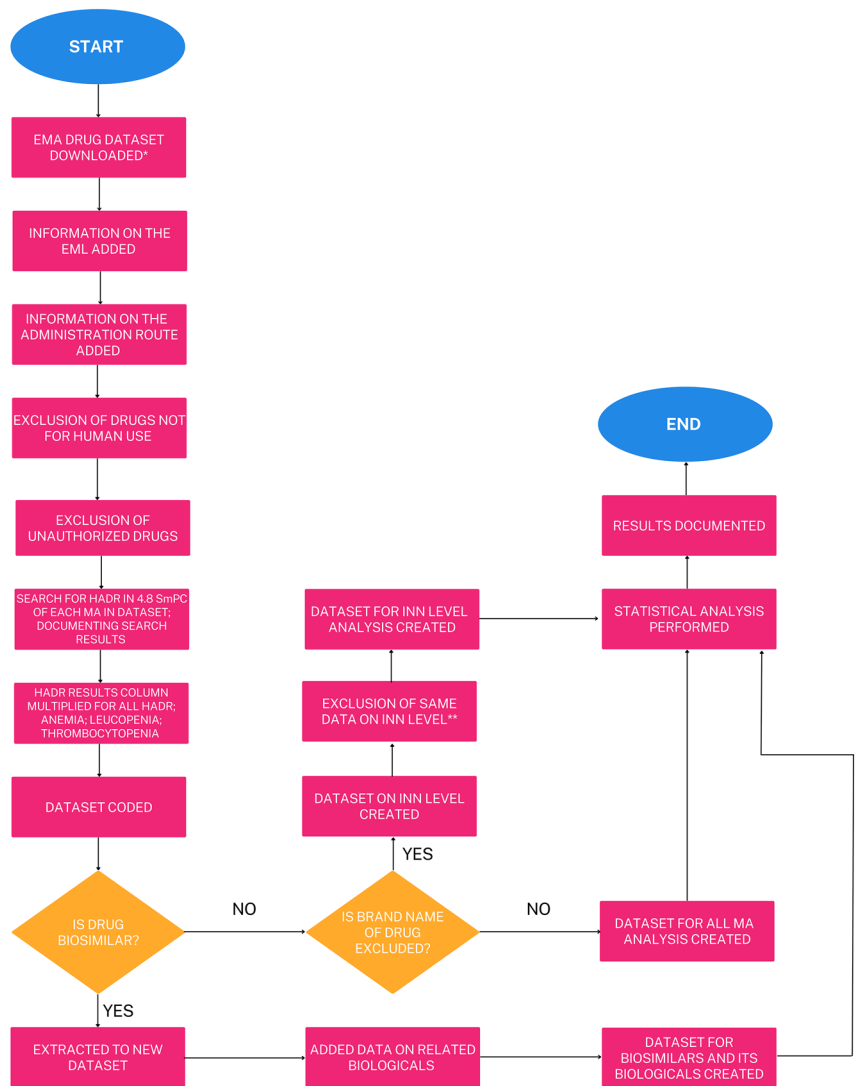 START
EMA DRUG DATASET
DOWNLOADED*
INFORMATION ON THE
EML ADDED
INFORMATION ON THE
ADMINISTRATION ROUTE
ADDED
EXCLUSION OF DRUGS NOT
FOR HUMAN USE
EXCLUSION OF
UNAUTHORIZED DRUGS
SEARCH FOR HADR IN 4.8 SmPC
OF EACH MA IN DATASET;
DOCUMENTING SEARCH
RESULTS
HADR RESULTS COLUMN
MULTIPLIED FOR ALL HADR;
ANEMIA; LEUCOPENIA;
THROMBOCYTOPENIA
DATASET CODED
IS DRUG
BIOSIMILAR?
NO
YES
EXTRACTED TO NEW
DATASET
ADDED DATA ON RELATED
BIOLOGICALS
DATASET FOR
BIOSIMILARS AND ITS
BIOLOGICALS CREATED
IS BRAND NAME
OF DRUG
EXCLUDED?
YES
NO
DATASET ON INN LEVEL
CREATED
EXCLUSION OF SAME
DATA ON INN LEVEL**
DATASET FOR INN LEVEL
ANALYSIS CREATED
DATASET FOR ALL MA
ANALYSIS CREATED
STATISTICAL ANALYSIS
PERFORMED
RESULTS DOCUMENTED
END